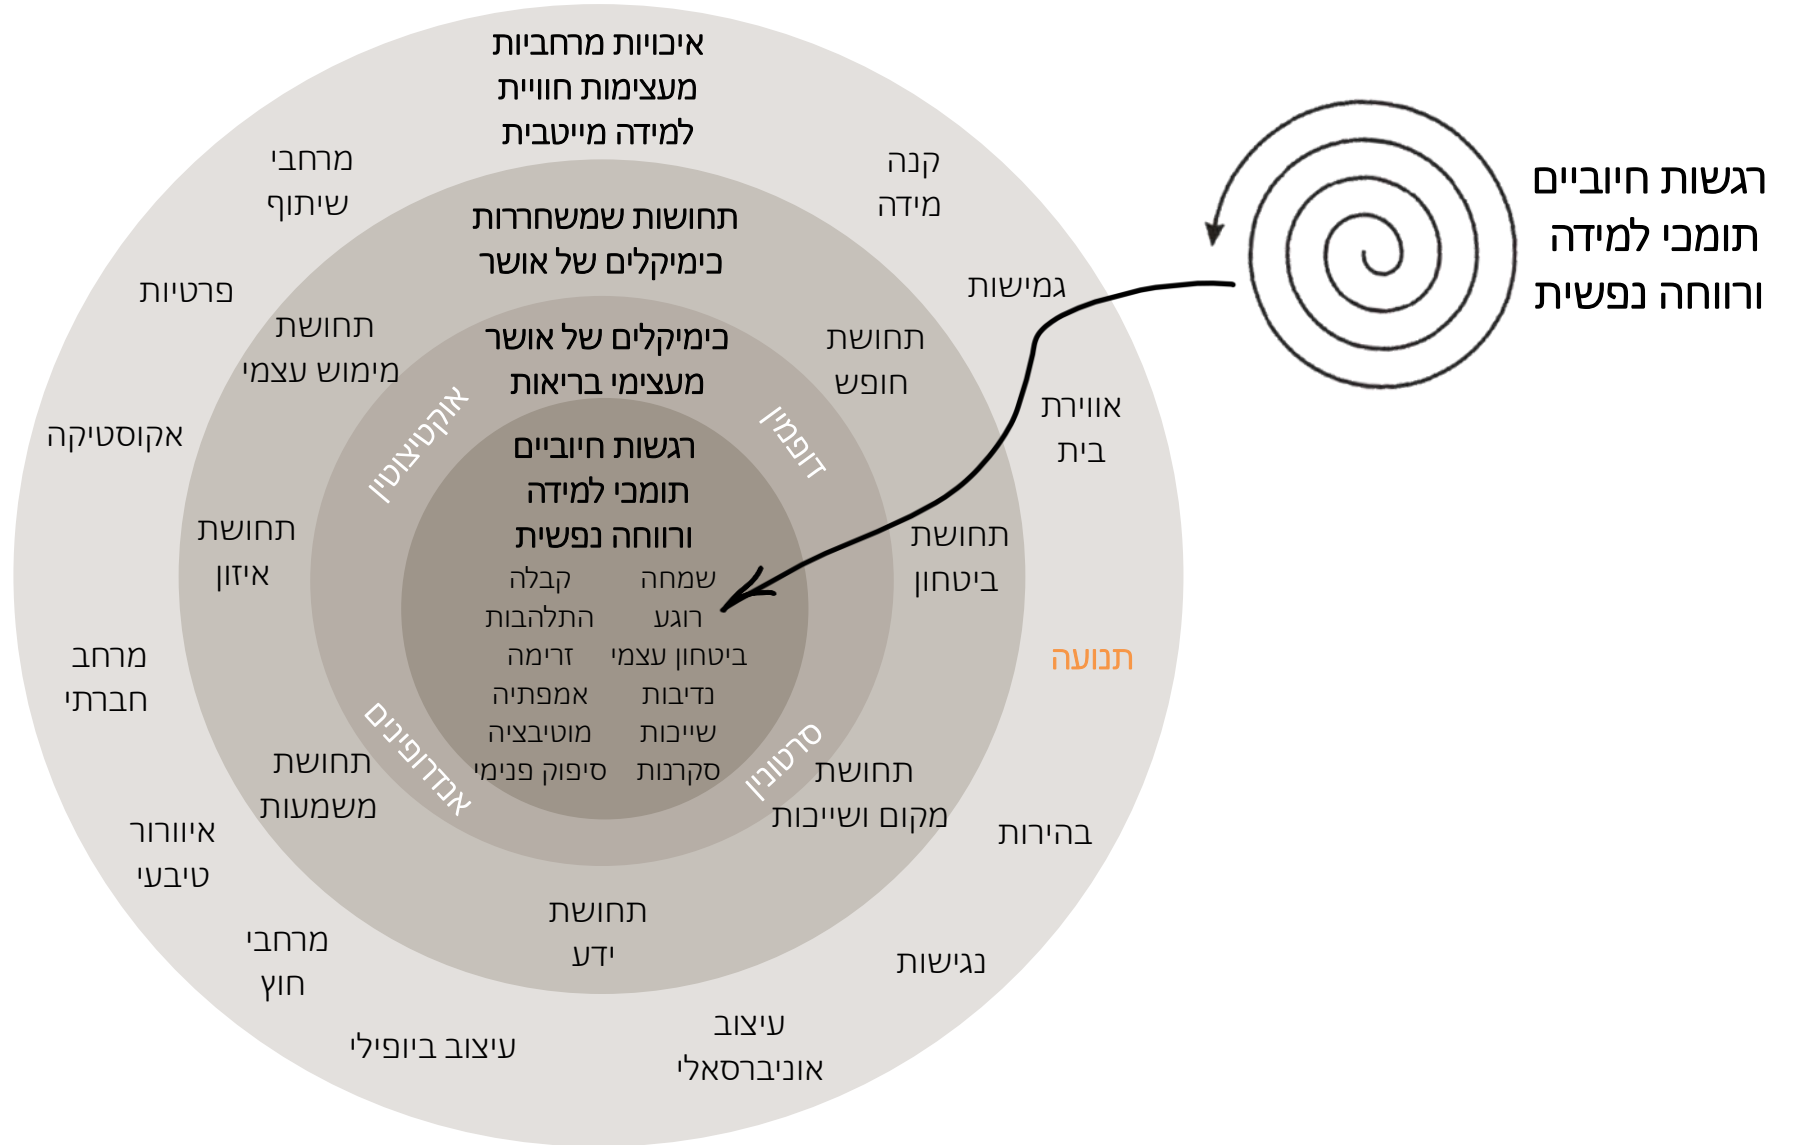 איכויות מרחביות
מעצימות חוויית
למידה מייטבית
קנה
מידה
גמישות
אווירת
בית
תנועה
בהירות
נגישות
עיצוב
אוניברסאלי
עיצוב ביופילי
מרחבי
חוץ
איוורור
טיבעי
מרחב
חברתי
אקוסטיקה
פרטיות
מרחבי
שיתוף
תחושות שמשחררות
כימיקלים של אושר
תחושת
חופש
תחושת
ביטחון
תחושת
מקום ושייכות
תחושת
ידע
תחושת
משמעות
תחושת
איזון
תחושת
מימוש עצמי
כימיקלים של אושר
מעצימי בריאות
דופמין
סרטונין
אנדרופינים
אוקטיצוטין
רגשות חיוביים
תומכי למידה
ורווחה נפשית
שמחה
רוגע
ביטחון עצמי
נדיבות
שייכות
סקרנות
קבלה
התלהבות
זרימה
אמפתיה
מוטיבציה
סיפוק פנימי
רגשות חיוביים
תומכי למידה
ורווחה נפשית